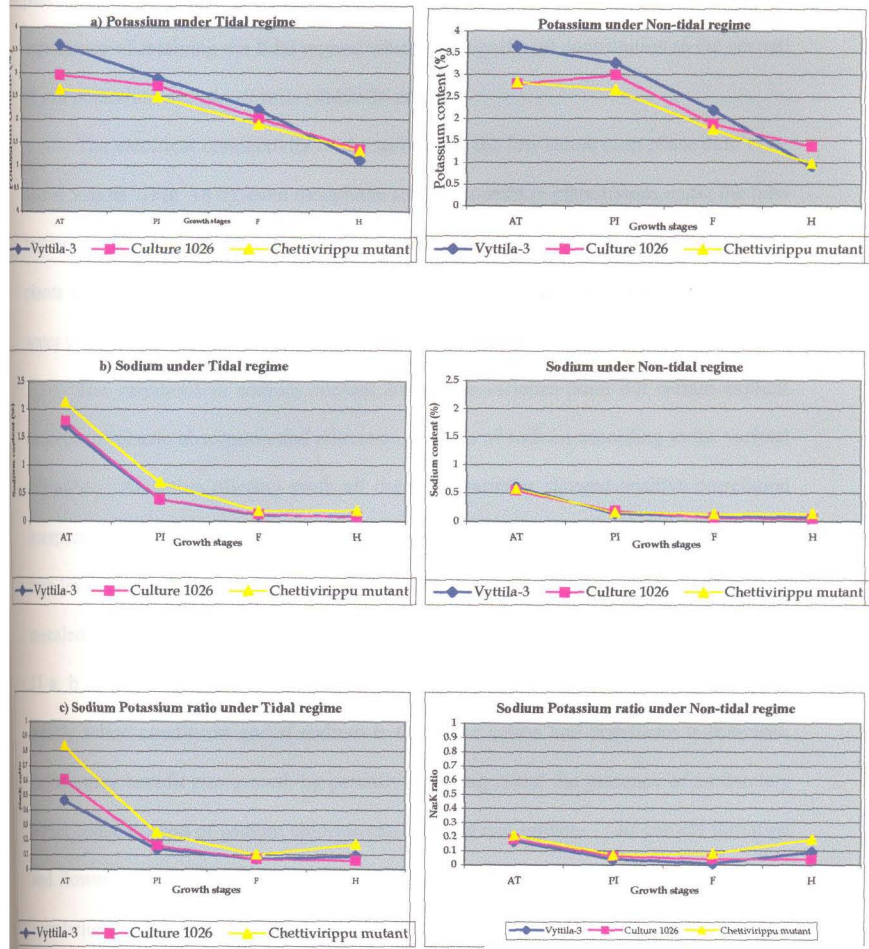 a) Potassium under Tidal regime
3
2
1
AT
PI
F
H
Growth stages
Vyttila-3 Culture 1026 Chettivirippu mutant
Potassium under Non-tidal regime
Potassium content (%)
4
3.5
3
2.5
2
1.5
1
0.5
0
AT
PI
F
H
Growth stages
Vyttila-3 Culture 1026 Chettivirippu mutant
b) Sodium under Tidal regime
Sodium content (%)
2.5
2
1.5
1
0.5
0
AT
PI
F
H
Growth stages
Vyttila-3 Culture 1026 Chettivirippu mutant
Sodium under Non-tidal regime
Sodium content (%)
2.5
2
1.5
1
0.5
0
AT
PI
F
H
Growth stages
Vyttila-3 Culture 1026 Chettivirippu mutant
c) Sodium Potassium ratio under Tidal regime
AT
PI
F
H
Growth stages
Vyttila-3 Culture 1026 Chettivirippu mutant
Sodium Potassium ratio under Non-tidal regime
Na:K ratio
1
0.9
0.8
0.7
0.6
0.5
0.4
0.3
0.2
0.1
0
AT
PI
F
H
Growth stages
Vyttila-3 Culture 1026 Chettivirippu mutant